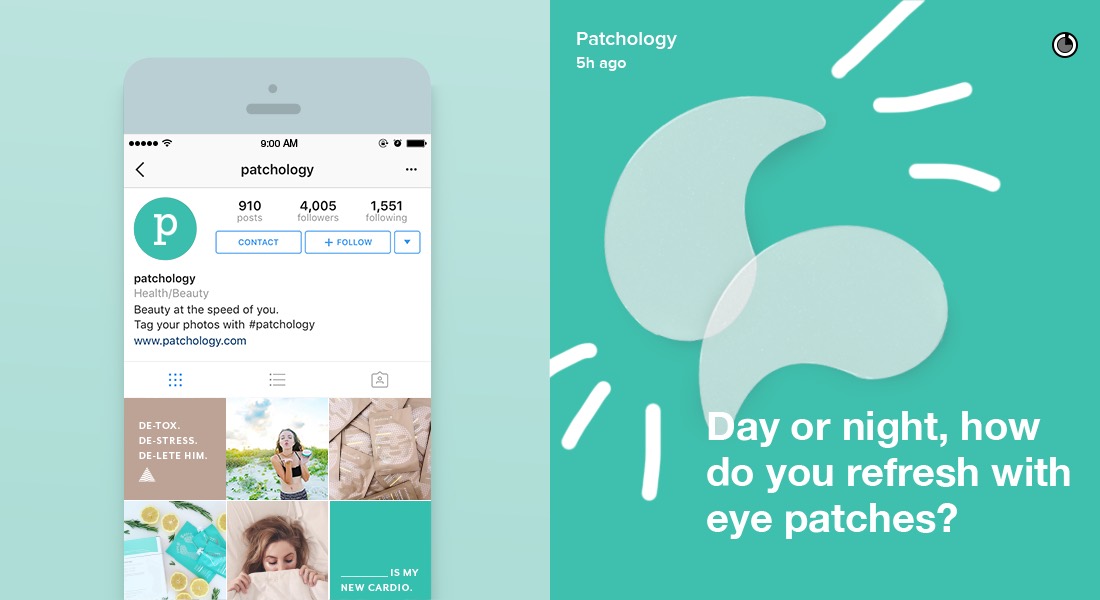 9:00 AM
patchology
p
910
4,005
1,551
posts
followers
following
CONTACT
+ FOLLOW
patchology
Health/Beauty
Beauty at the speed of you.
Tag your photos with #patchology
www.patchology.com
DE-TOX.
DE-STRESS.
DE-LETE HIM.
________ IS MY
NEW CARDIO.
Patchology
5h ago
Day or night, how
do you refresh with
eye patches?